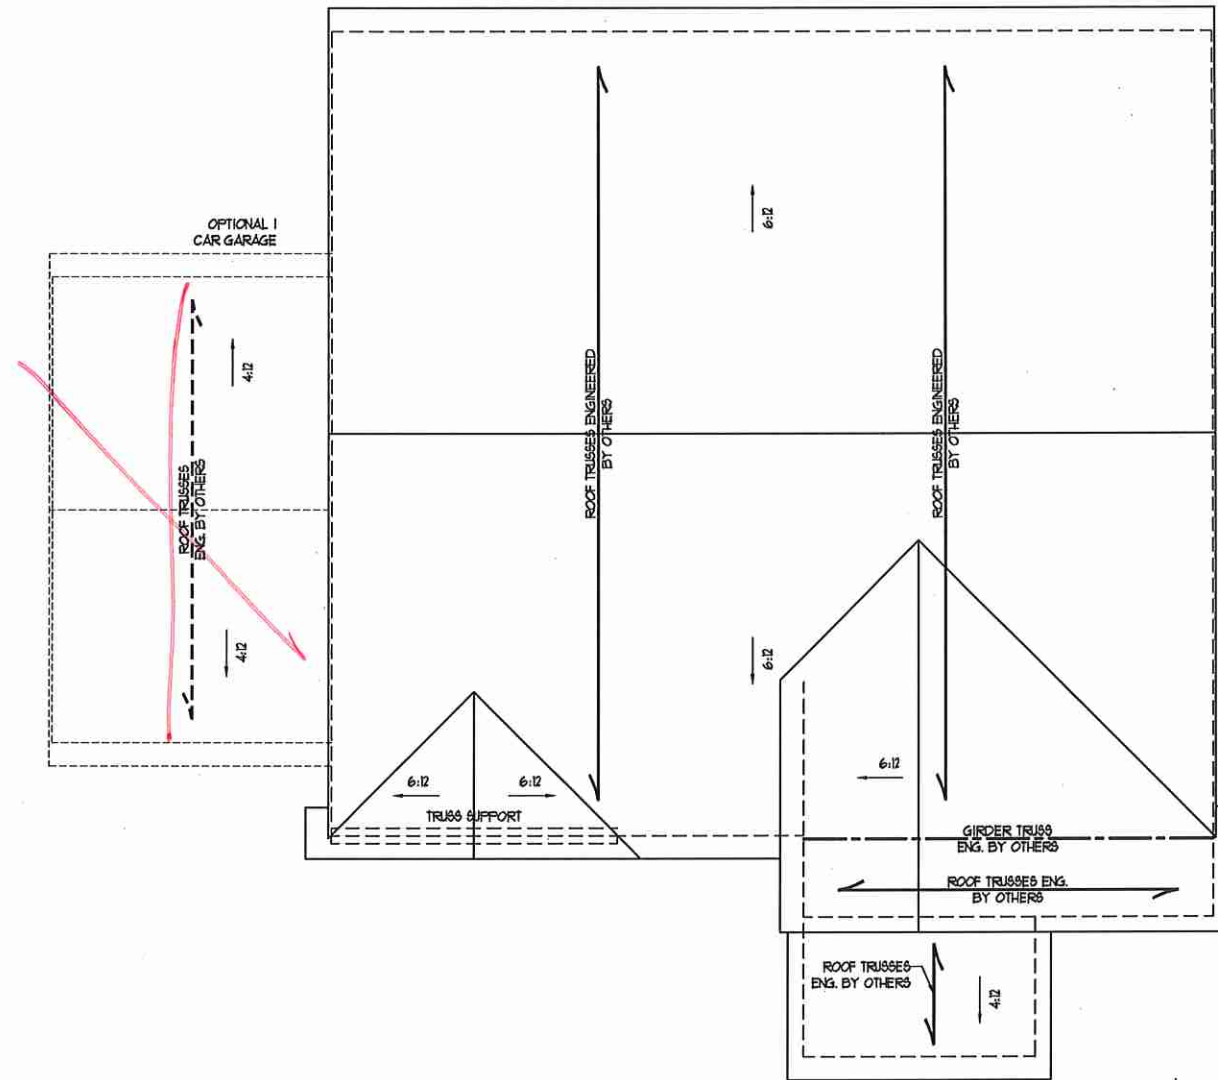 OPTIONAL 1
CAR GARAGE
6:12
4:12
ROOF TRUSSES ENGINEERED
BY OTHERS
ROOF TRUSSES ENGINEERED
BY OTHERS
ROOF TRUSSES
ENG. BY OTHERS
4:12
6:12
6:12
6:12
6:12
TRUSS SUPPORT
GIRDER TRUSS
ENG. BY OTHERS
ROOF TRUSSES ENG.
BY OTHERS
ROOF TRUSSES
ENG. BY OTHERS
4:12